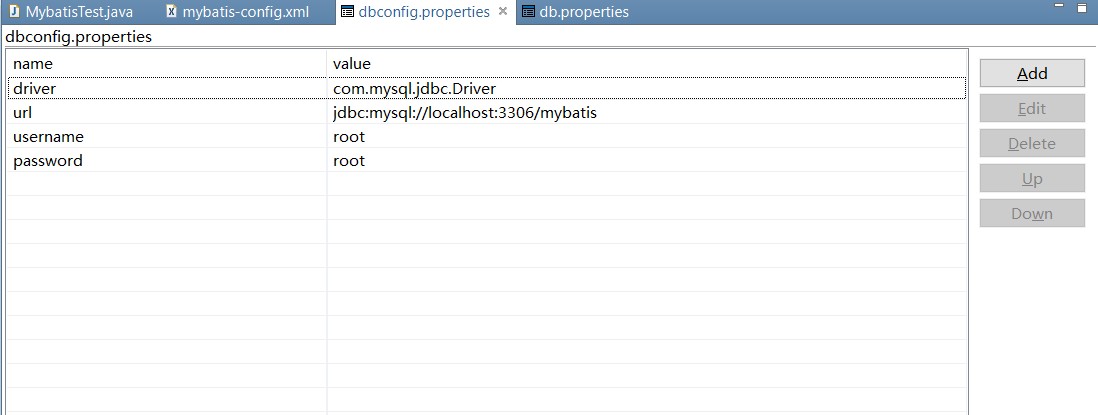 MybatisTest.java mybatis-config.xml dbconfig.properties db.properties
dbconfig.properties
name value
driver com.mysql.jdbc.Driver
url jdbc:mysql://localhost:3306/mybatis
username root
password root
Add
Edit
Delete
Up
Down